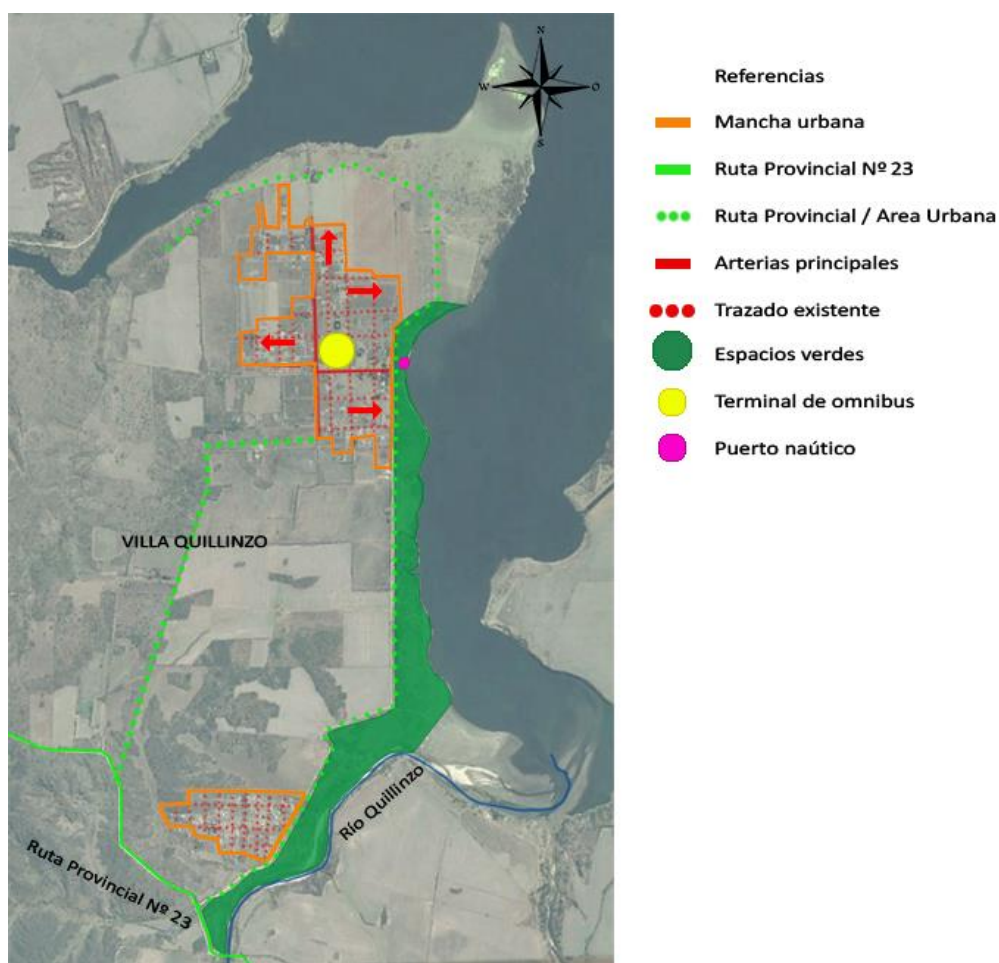 N
W
O
S
VILLA QUILLINZO
Río Quillinzo
Ruta Provincial Nº 23
Referencias
Mancha urbana
Ruta Provincial Nº 23
Ruta Provincial / Area Urbana
Arterias principales
Trazado existente
Espacios verdes
Terminal de omnibus
Puerto naútico